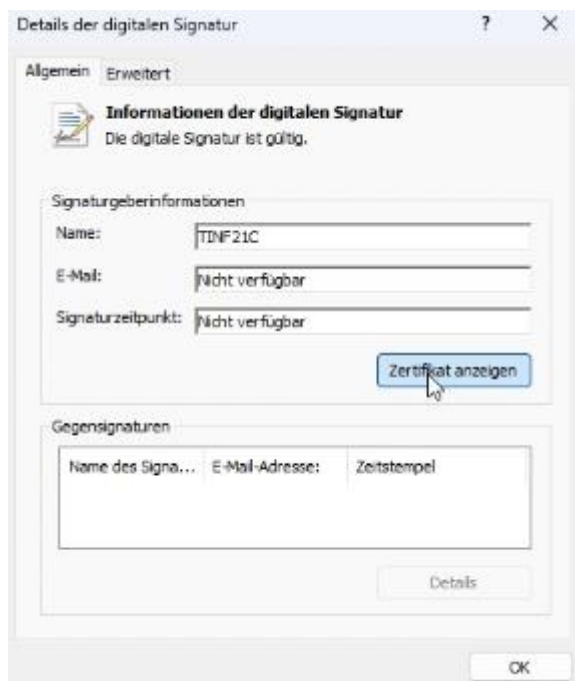 Details der digitalen Signatur ? ×
Allgemein Erweitert
Informationen der digitalen Signatur
Die digitale Signatur ist gültig.
Signaturgeberinformationen
Name: TINF21C
E-Mail: Nicht verfügbar
Signaturzeitpunkt: Nicht verfügbar
Zertifikat anzeigen
Gegensignaturen
Name des Signa... E-Mail-Adresse: Zeitstempel
Details
OK